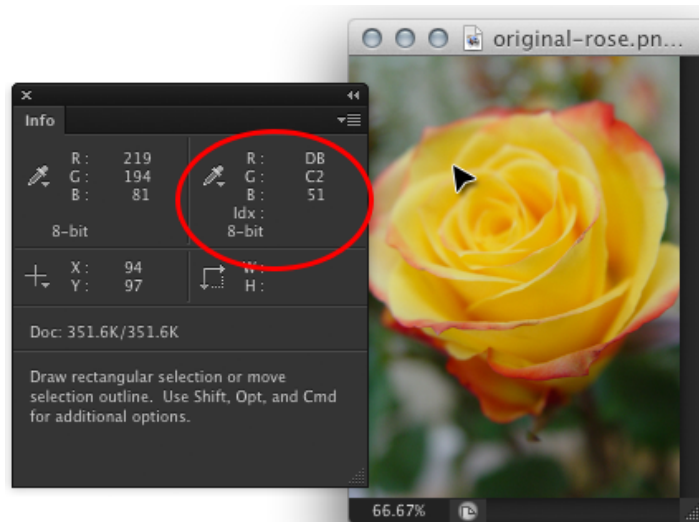 original-rose.pn...
Info
R: 219
G: 194
B: 81
8-bit
R: DB
G: C2
B: 51
Idx:
8-bit
X: 94
Y: 97
W:
H:
Doc: 351.6K/351.6K
Draw rectangular selection or move
selection outline. Use Shift, Opt, and Cmd
for additional options.
66.67%